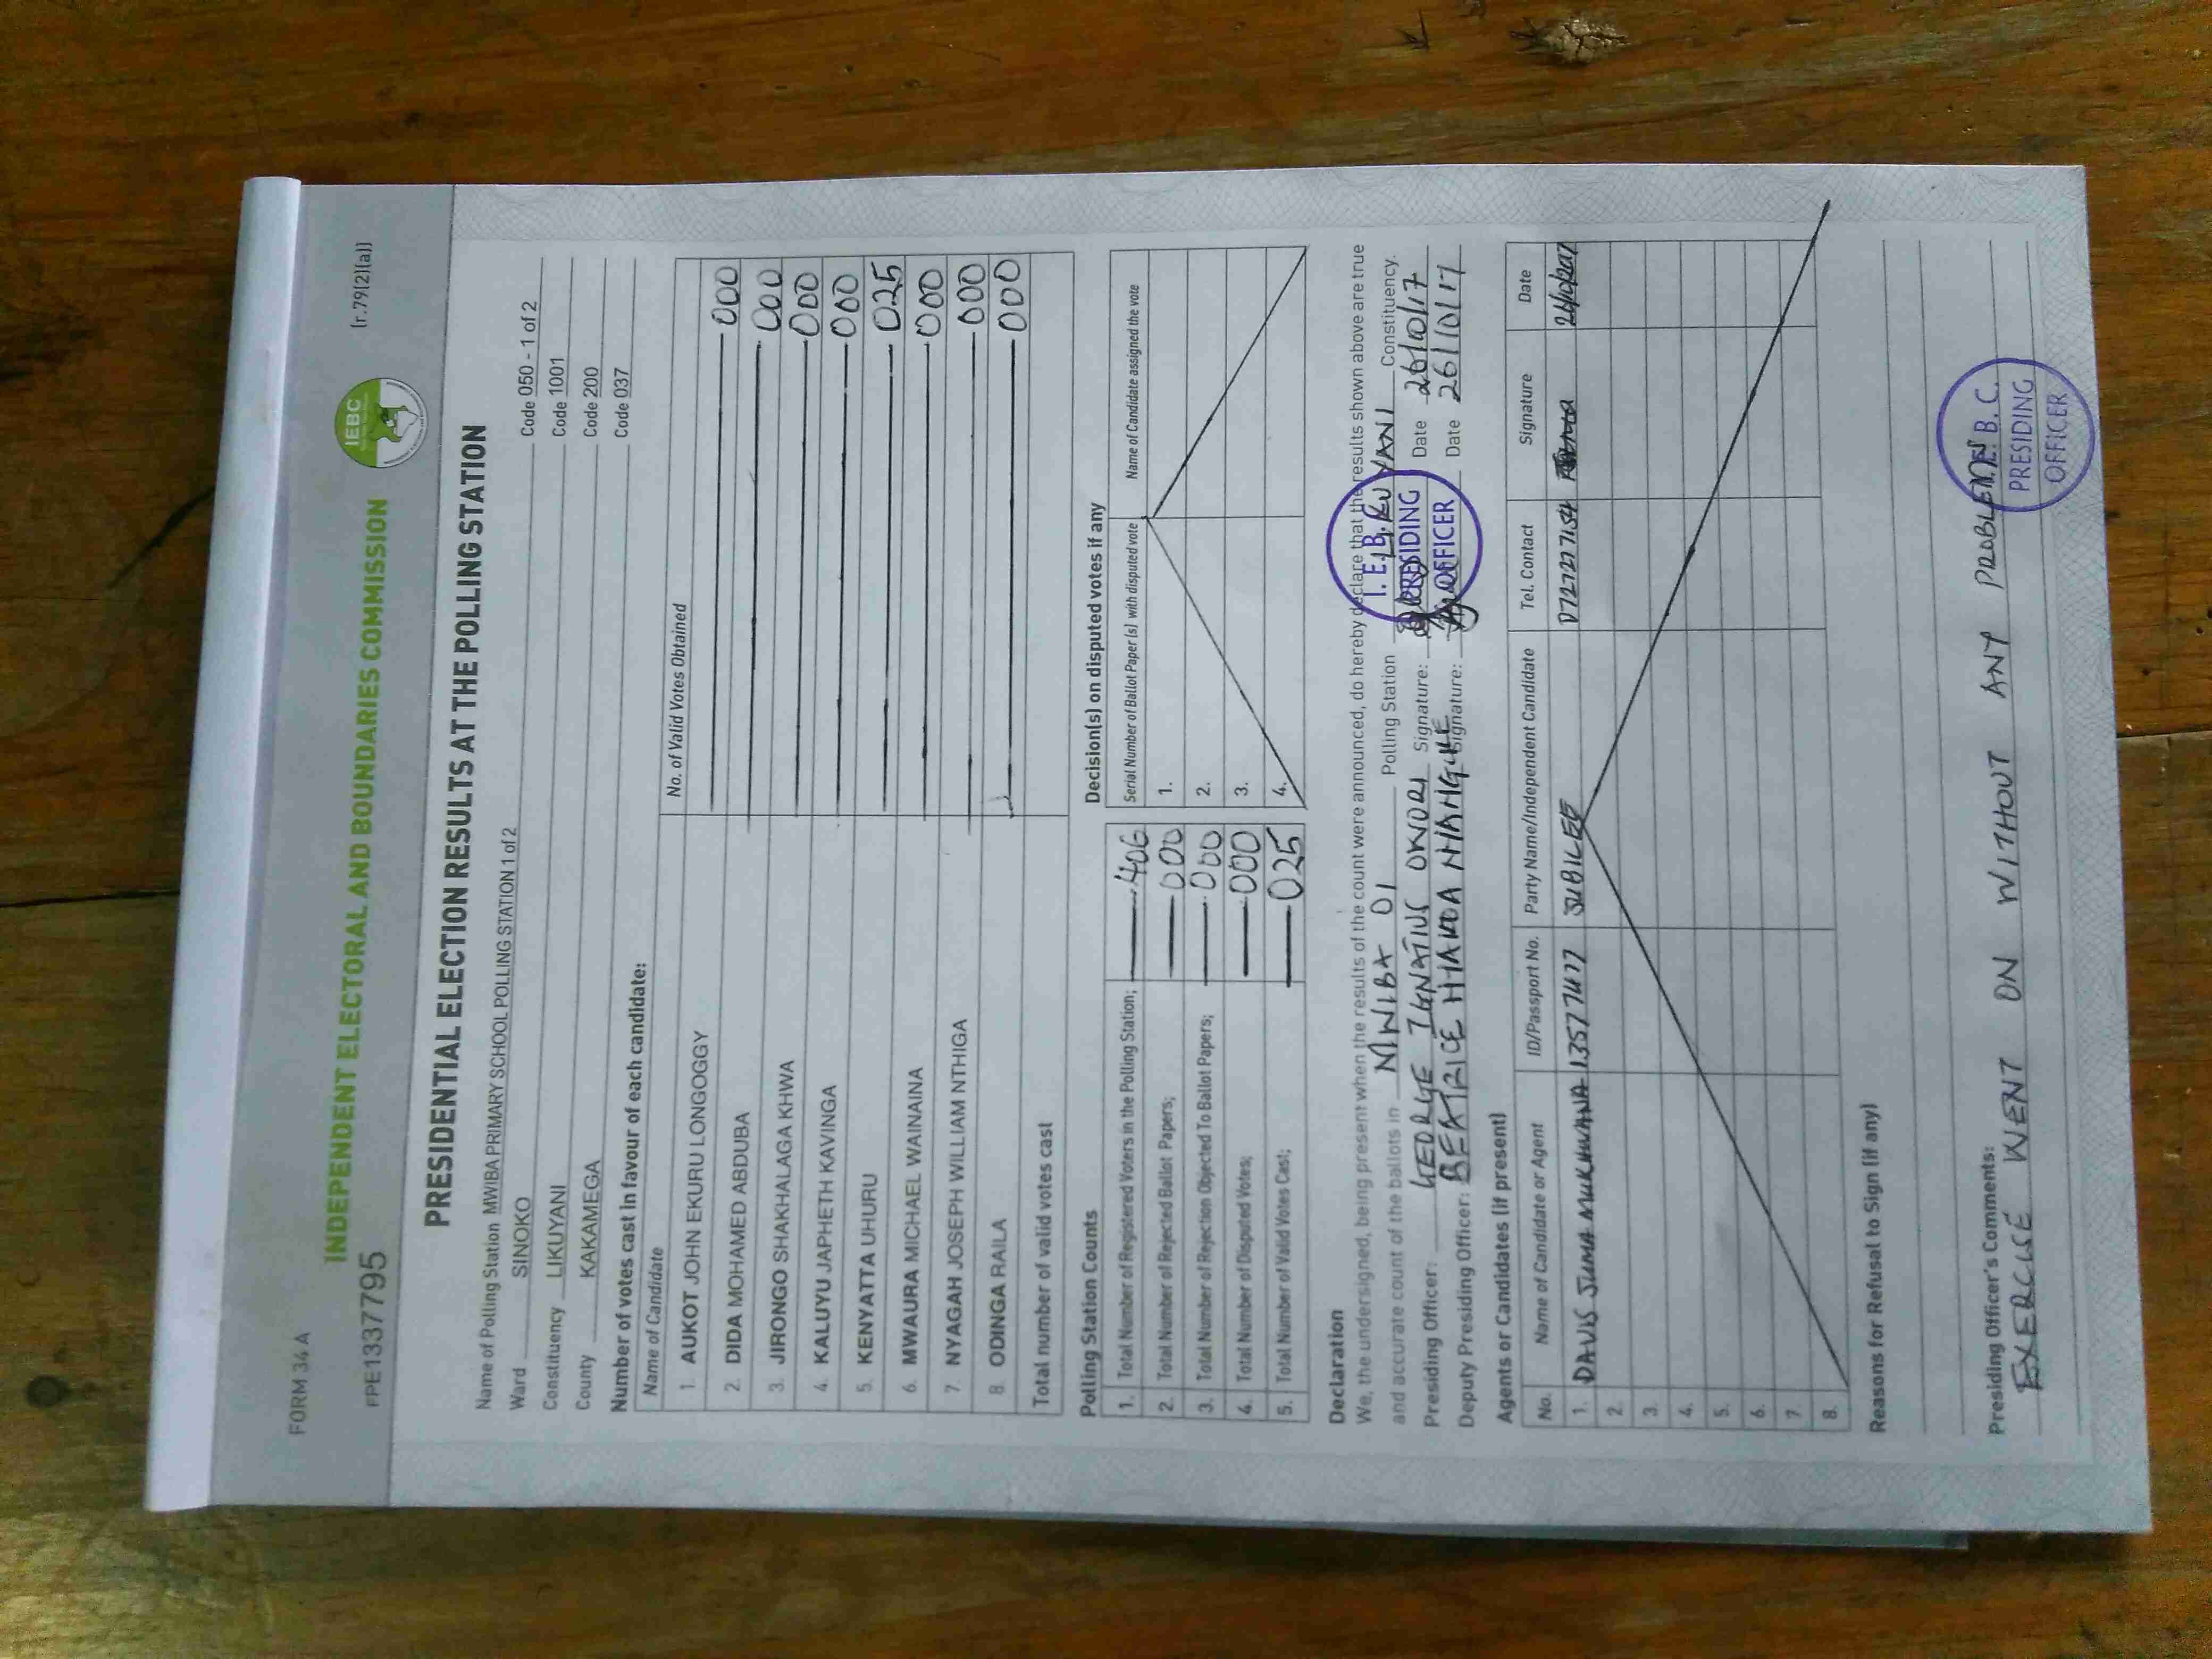 FORM 34 A
(r.79(2)(a))
IEBC
INDEPENDENT ELECTORAL AND BOUNDARIES COMMISSION
FPE1337795
PRESIDENTIAL ELECTION RESULTS AT THE POLLING STATION
Name of Polling Station MWIBA PRIMARY SCHOOL POLLING STATION 1 of 2 Code 050 - 1 of 2
Ward SINOKO Code 1001
Constituency LIKUYANI Code 200
County KAKAMEGA Code 037
Number of votes cast in favour of each candidate:
Name of Candidate No. of Valid Votes Obtained
1. AUKOT JOHN EKURU LONGOGGY 000
2. DIDA MOHAMED ABDUBA 000
3. JIRONGO SHAKHALAGA KHWA 000
4. KALUYU JAPHETH KAVINGA 000
5. KENYATTA UHURU 025
6. MWAURA MICHAEL WAINAINA 000
7. NYAGAH JOSEPH WILLIAM NTHIGA 000
8. ODINGA RAILA 000
Total number of valid votes cast
Polling Station Counts
1. Total Number of Registered Voters in the Polling Station; 406
2. Total Number of Rejected Ballot Papers; 000
3. Total Number of Rejection Objected To Ballot Papers; 000
4. Total Number of Disputed Votes; 000
5. Total Number of Valid Votes Cast; 025
Decision(s) on disputed votes if any
Serial Number of Ballot Paper (s) with disputed vote Name of Candidate assigned the vote
1.
2.
3.
4.
Declaration
We, the undersigned, being present when the results of the count were announced, do hereby declare that the results shown above are true
and accurate count of the ballots in MWIBA 01 Polling Station LIKUYANI Constituency.
Presiding Officer: GEORGE IGNATIUS OKNDRI Signature: Date 26/10/17
Deputy Presiding Officer: BEATRICE Signature: Date 26/10/17
I. E. B. C.
PRESIDING
OFFICER
Agents or Candidates (if present)
No. Name of Candidate or Agent ID/Passport No. Party Name/Independent Candidate Tel. Contact Signature Date
1. DAVIS JUMA MUKHWANA 13577477 JUBILEE 0727277154 26/10/2017
2.
3.
4.
5.
6.
7.
8.
Reasons for Refusal to Sign (if any)
Presiding Officer's Comments:
EXERCISE WENT ON WITHOUT ANY PROBLEM
I. E. B. C.
PRESIDING
OFFICER